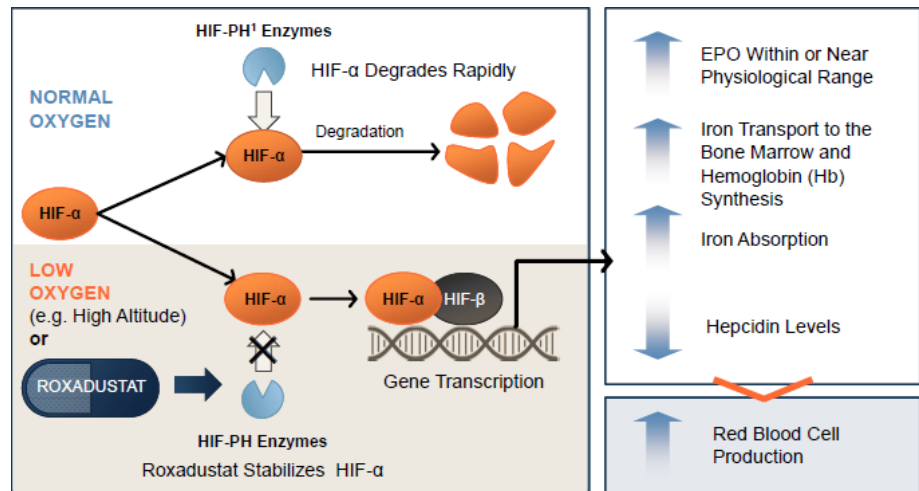 HIF-PH¹ Enzymes
HIF-α Degrades Rapidly
NORMAL
OXYGEN
Degradation
HIF-α
HIF-α
LOW
OXYGEN
(e.g. High Altitude)
or
ROXADUSTAT
HIF-α
HIF-α
HIF-β
Gene Transcription
HIF-PH Enzymes
Roxadustat Stabilizes HIF-α
EPO Within or Near
Physiological Range
Iron Transport to the
Bone Marrow and
Hemoglobin (Hb)
Synthesis
Iron Absorption
Hepcidin Levels
Red Blood Cell
Production